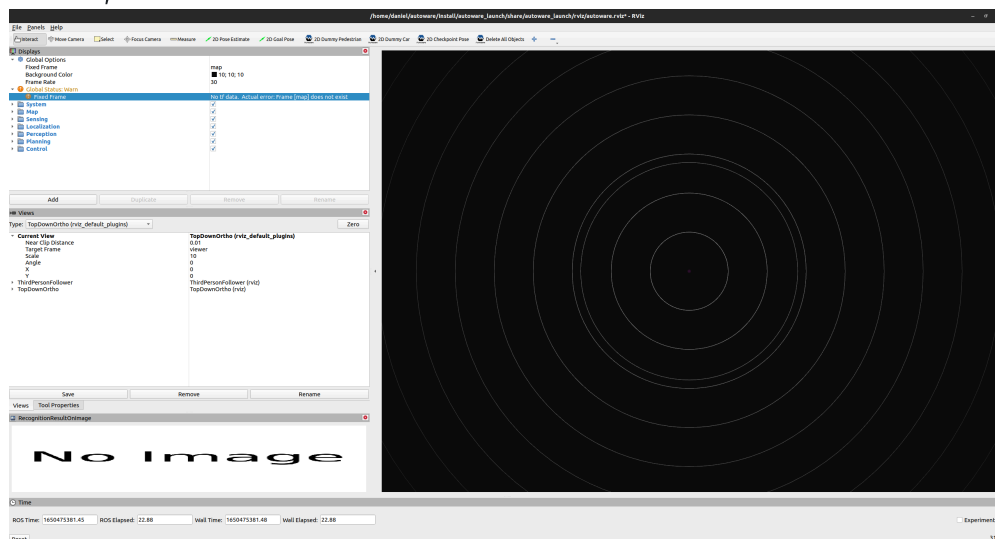 /home/daniel/autoware/install/autoware_launch/share/autoware_launch/rviz/autoware.rviz* - RViz
File Panels Help
Interact Move Camera Select Focus Camera Measure 2D Pose Estimate 2D Goal Pose 2D Dummy Pedestrian 2D Dummy Car 2D Checkpoint Pose Delete All Objects
Displays
Global Options
Fixed Frame map
Background Color 10; 10; 10
Frame Rate 30
Global Status: Warn
Fixed Frame No tf data. Actual error: Frame [map] does not exist
System
Map
Sensing
Localization
Perception
Planning
Control
Add Duplicate Remove Rename
Views
Type: TopDownOrtho (rviz_default_plugins) Zero
Current View TopDownOrtho (rviz_default_plugins)
Near Clip Distance 0.01
Target Frame viewer
Scale 10
Angle 0
X 0
Y 0
ThirdPersonFollower ThirdPersonFollower (rviz)
TopDownOrtho TopDownOrtho (rviz)
Save Remove Rename
Views Tool Properties
RecognitionResultOnImage
No Image
Time
ROS Time: 1650475381.45 ROS Elapsed: 22.88 Wall Time: 1650475381.48 Wall Elapsed: 22.88 Experiment
Reset